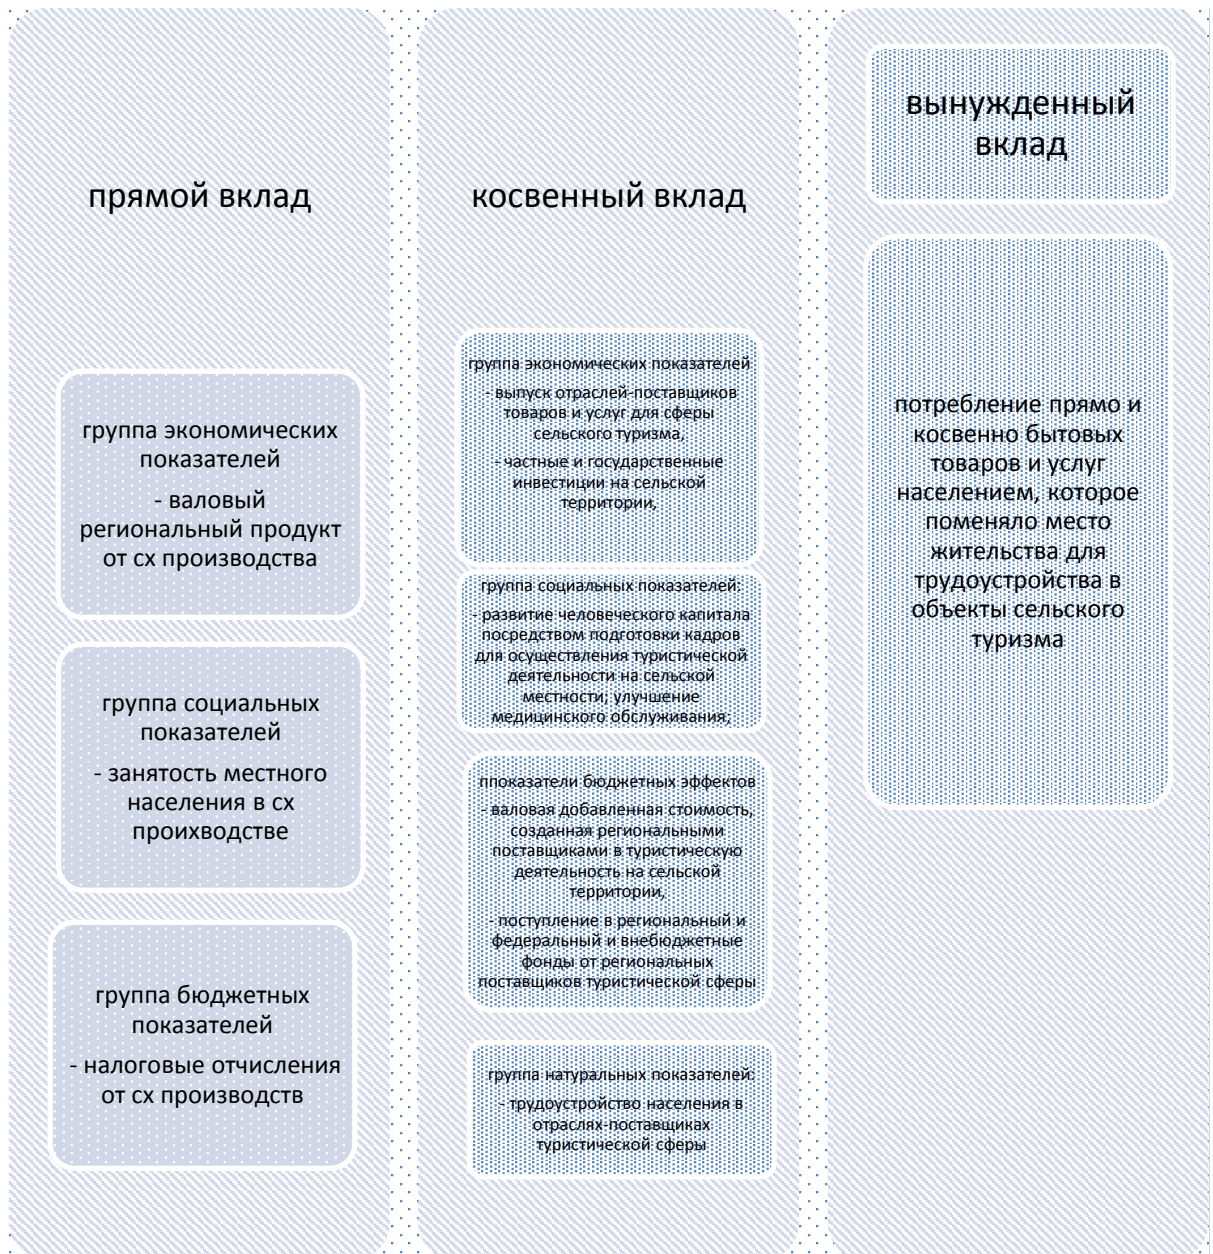 прямой вклад
группа экономических
показателей
- валовый
региональный продукт
от сх производства
группа социальных
показателей
- занятость местного
населения в сх
проихводстве
группа бюджетных
показателей
- налоговые отчисления
от сх производств
косвенный вклад
группа экономических показателей
- выпуск отраслей-поставщиков
товаров и услуг для сферы
сельского туризма,
- частные и государственные
инвестиции на сельской
территории,
группа социальных показателей:
- развитие человеческого капитала
посредством подготовки кадров
для осуществления туристической
деятельности на сельской
местности; улучшение
медицинского обслуживания;
ппоказатели бюджетных эффектов
- валовая добавленная стоимость,
созданная региональными
поставщиками в туристическую
деятельность на сельской
территории,
- поступление в региональный и
федеральный и внебюджетные
фонды от региональных
поставщиков туристической сферы
группа натуральных показателей:
- трудоустройство населения в
отраслях-поставщиках
туристической сферы
вынужденный
вклад
потребление прямо и
косвенно бытовых
товаров и услуг
населением, которое
поменяло место
жительства для
трудоустройства в
объекты сельского
туризма